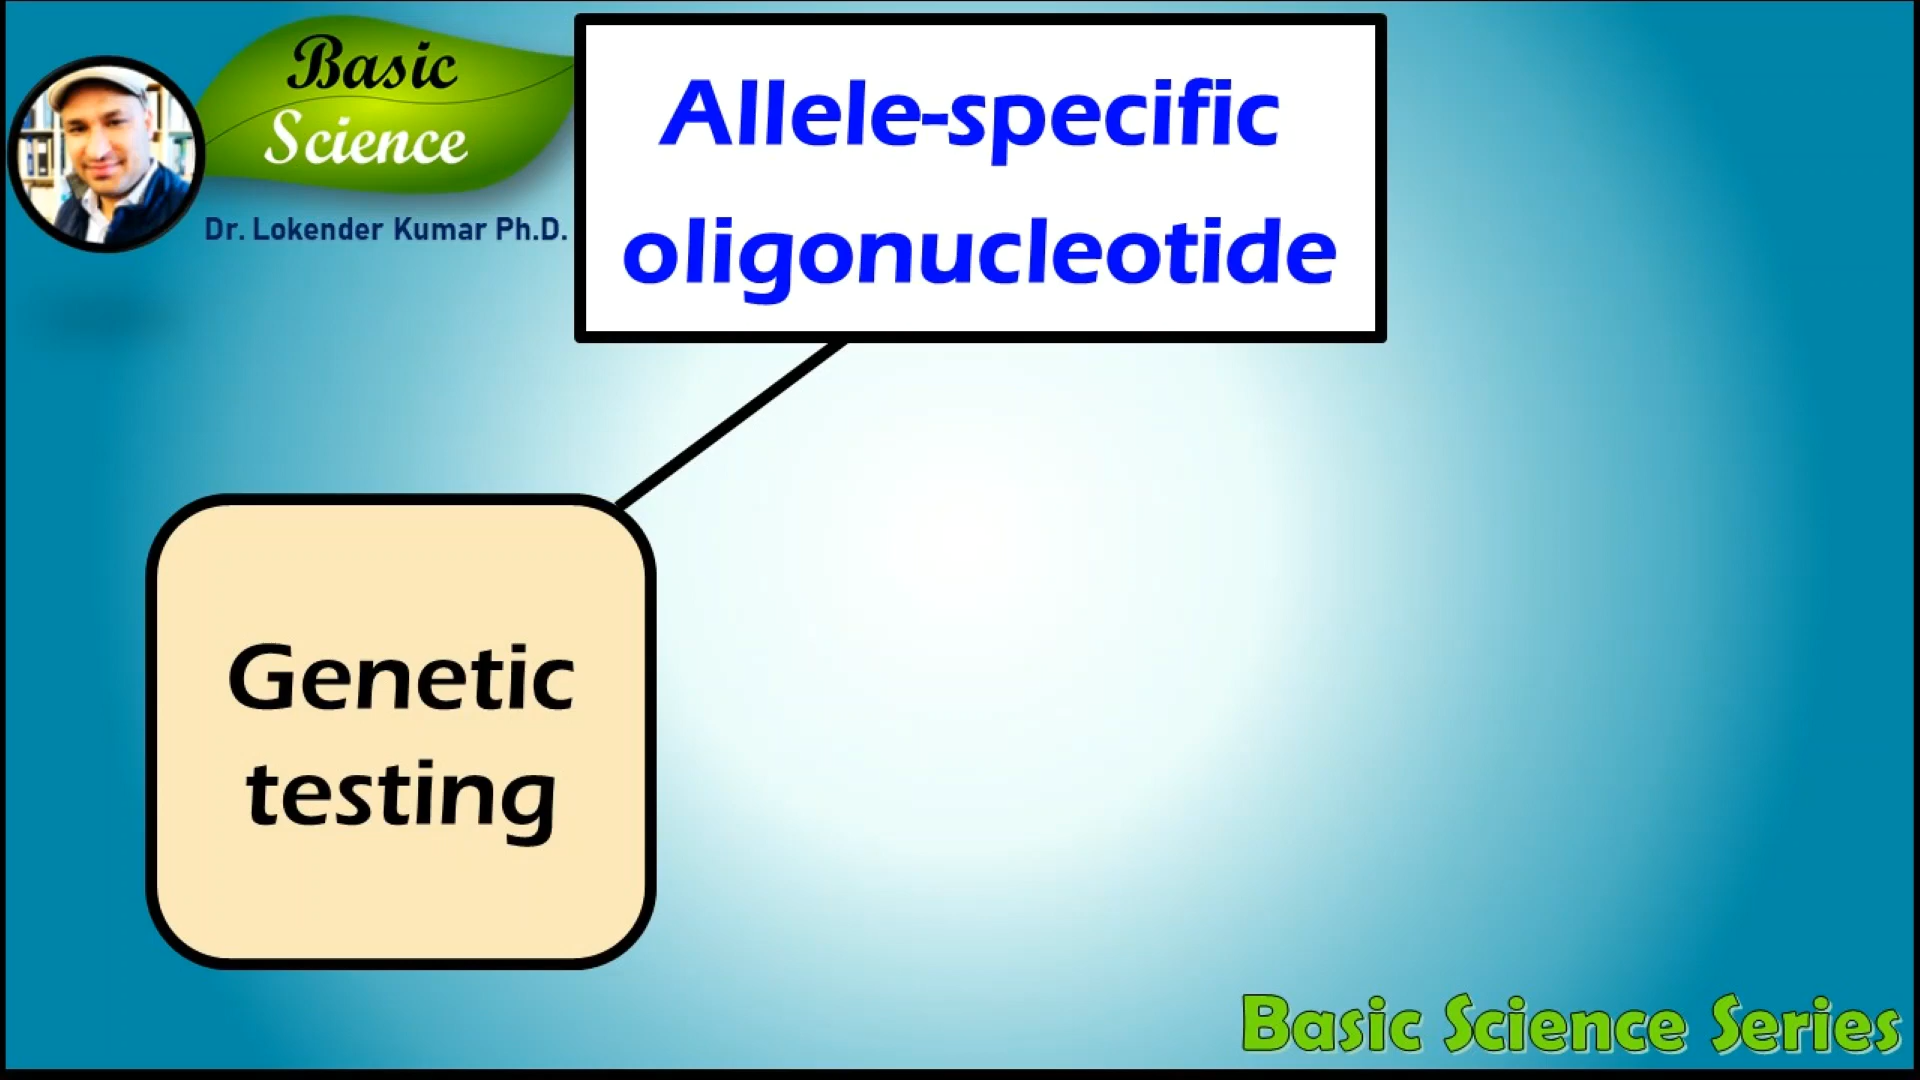 Basic
Science
Dr. Lokender Kumar Ph.D.
Allele-specific
oligonucleotide
Genetic
testing
Basic Science Series